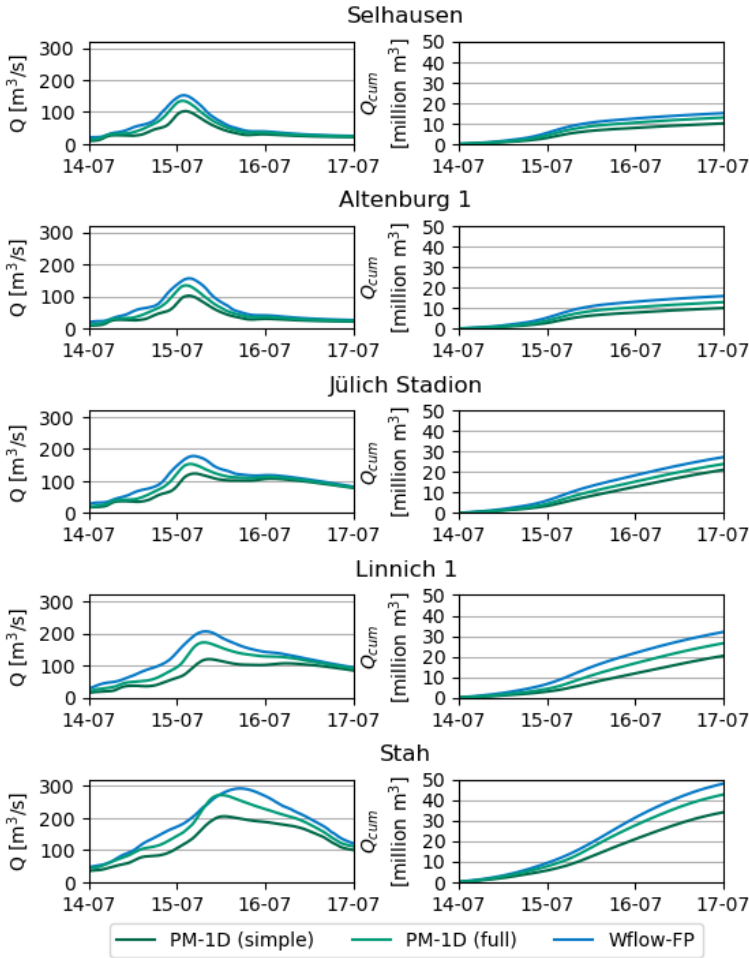 Selhausen
Q [m³/s]
300
200
100
0
14-07 15-07 16-07 17-07
Q_cum
[million m³]
50
40
30
20
10
0
14-07 15-07 16-07 17-07
Altenburg 1
Q [m³/s]
300
200
100
0
14-07 15-07 16-07 17-07
Q_cum
[million m³]
50
40
30
20
10
0
14-07 15-07 16-07 17-07
Jülich Stadion
Q [m³/s]
300
200
100
0
14-07 15-07 16-07 17-07
Q_cum
[million m³]
50
40
30
20
10
0
14-07 15-07 16-07 17-07
Linnich 1
Q [m³/s]
300
200
100
0
14-07 15-07 16-07 17-07
Q_cum
[million m³]
50
40
30
20
10
0
14-07 15-07 16-07 17-07
Stah
Q [m³/s]
300
200
100
0
14-07 15-07 16-07 17-07
Q_cum
[million m³]
50
40
30
20
10
0
14-07 15-07 16-07 17-07
PM-1D (simple) PM-1D (full) Wflow-FP